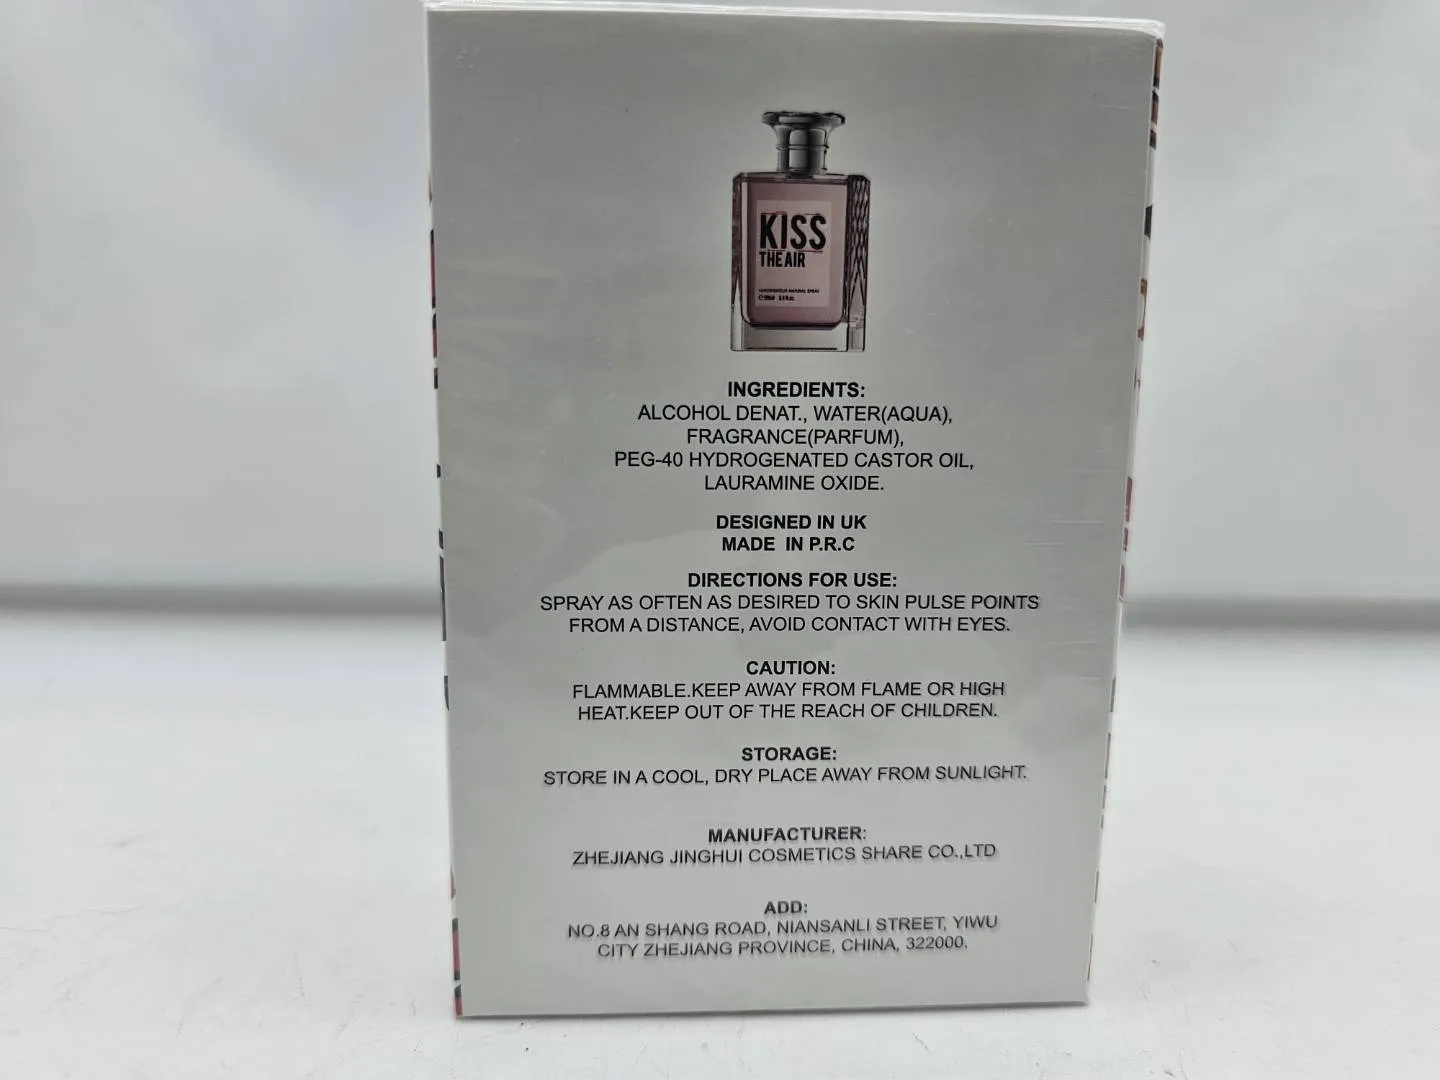 KISS
THE AIR
VAPORISATEUR NATURAL SPRAY
INGREDIENTS:
ALCOHOL DENAT., WATER(AQUA),
FRAGRANCE(PARFUM),
PEG-40 HYDROGENATED CASTOR OIL,
LAURAMINE OXIDE.
DESIGNED IN UK
MADE IN P.R.C
DIRECTIONS FOR USE:
SPRAY AS OFTEN AS DESIRED TO SKIN PULSE POINTS
FROM A DISTANCE, AVOID CONTACT WITH EYES.
CAUTION:
FLAMMABLE.KEEP AWAY FROM FLAME OR HIGH
HEAT.KEEP OUT OF THE REACH OF CHILDREN.
STORAGE:
STORE IN A COOL, DRY PLACE AWAY FROM SUNLIGHT.
MANUFACTURER:
ZHEJIANG JINGHUI COSMETICS SHARE CO.,LTD
ADD:
NO.8 AN SHANG ROAD, NIANSANLI STREET, YIWU
CITY ZHEJIANG PROVINCE, CHINA, 322000.